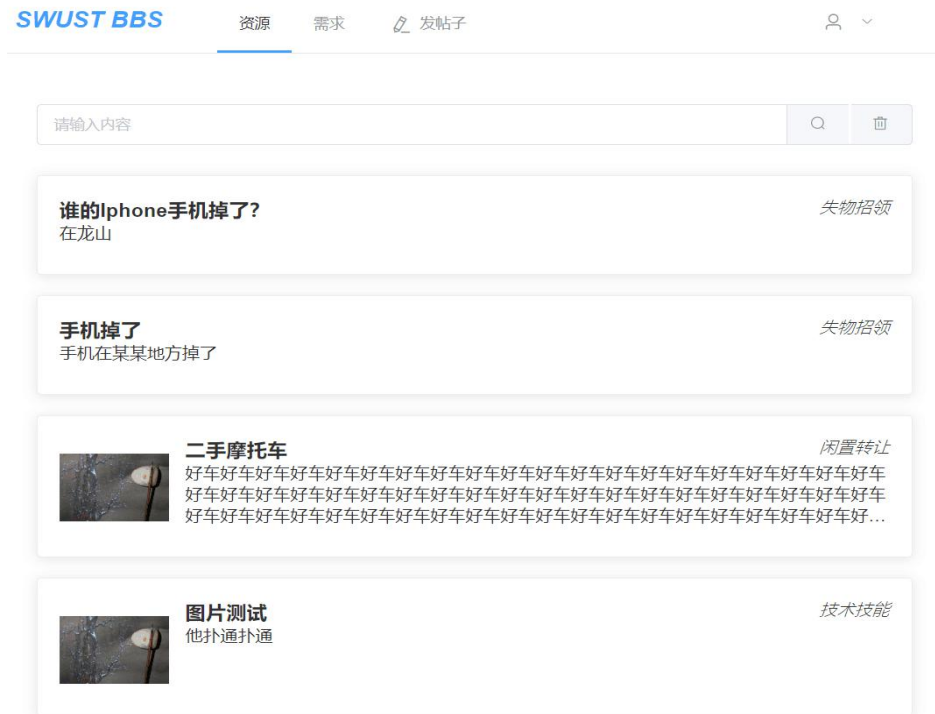 SWUST BBS
资源
需求
发帖子
请输入内容
谁的Iphone手机掉了?
失物招领
在龙山
手机掉了
失物招领
手机在某某地方掉了
二手摩托车
闲置转让
好车好车好车好车好车好车好车好车好车好车好车好车好车好车好车好车好车好车好车好车
好车好车好车好车好车好车好车好车好车好车好车好车好车好车好车好车好车好车好车好车
好车好车好车好车好车好车好车好车好车好车好车好车好车好车好车好车好车好车好车好...
图片测试
技术技能
他扑通扑通